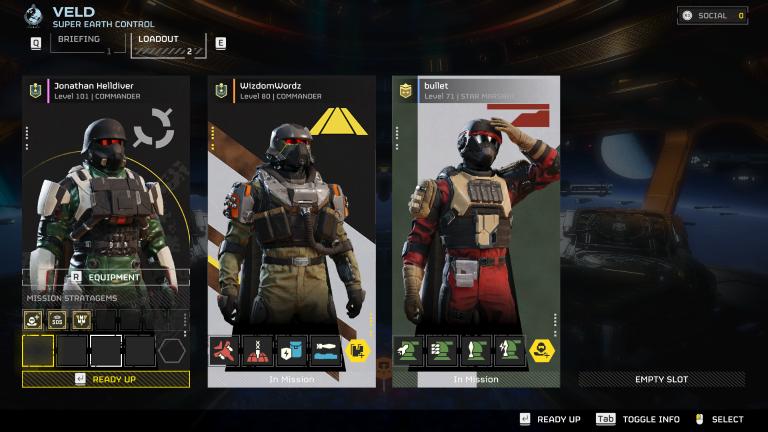 VELD
SUPER EARTH CONTROL
SOCIAL 0
Q BRIEFING 1 LOADOUT 2 E
Jonathan Helldiver
Level 101 | COMMANDER
WizdomWordz
Level 80 | COMMANDER
bullet
Level 71 | STAR MARSHAL
R EQUIPMENT
MISSION STRATAGEMS
SOS
READY UP
In Mission
In Mission
EMPTY SLOT
READY UP Tab TOGGLE INFO SELECT